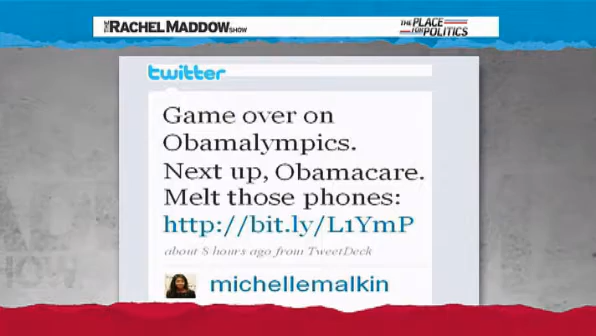 THE RACHEL MADDOW SHOW
THE PLACE FOR POLITICS
twitter
Game over on
Obamalympics.
Next up, Obamacare.
Melt those phones:
http://bit.ly/L1YmP
about 8 hours ago from TweetDeck
michellemalkin